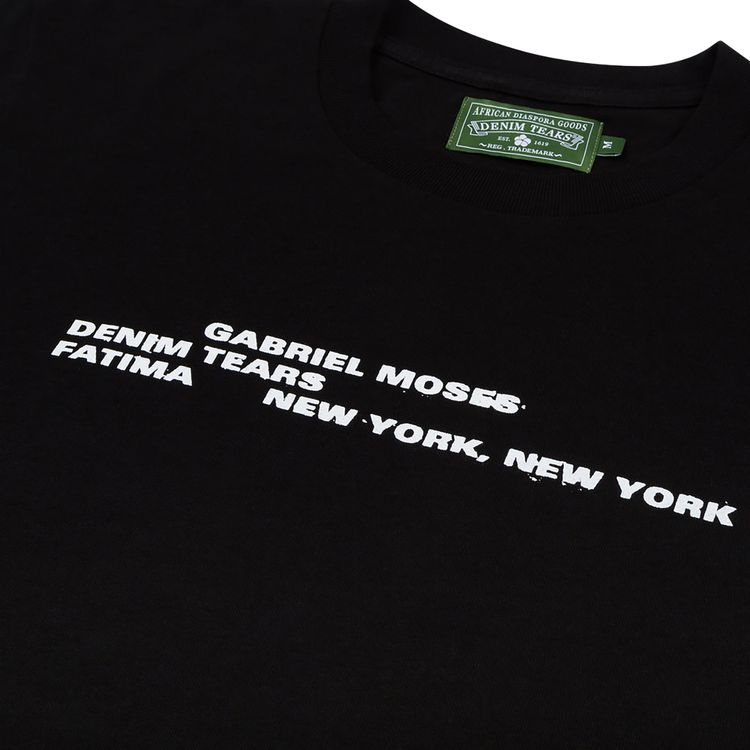 AFRICAN DIASPORA GOODS
DENIM TEARS
EST. 1619
~REG. TRADEMARK~
M
GABRIEL MOSES
DENIM TEARS
FATIMA
NEW YORK, NEW YORK